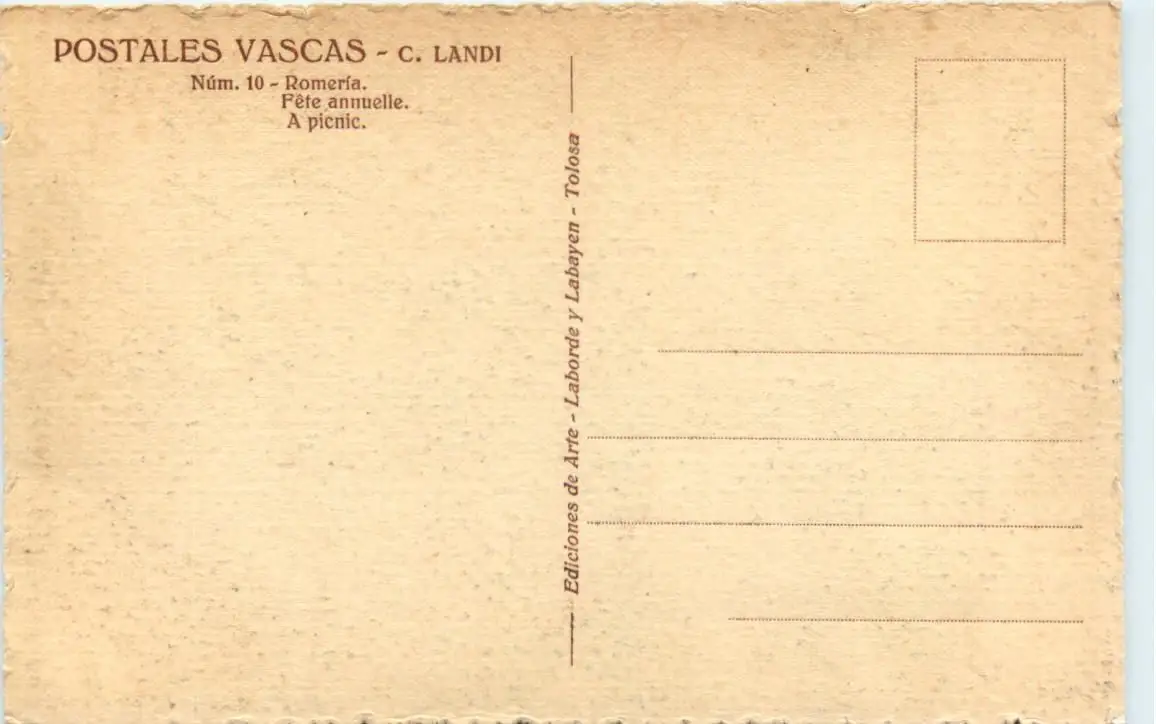 POSTALES VASCAS - C. LANDI
Núm. 10 - Romería.
Fête annuelle.
A picnic.
Ediciones de Arte - Laborde y Labayen - Tolosa